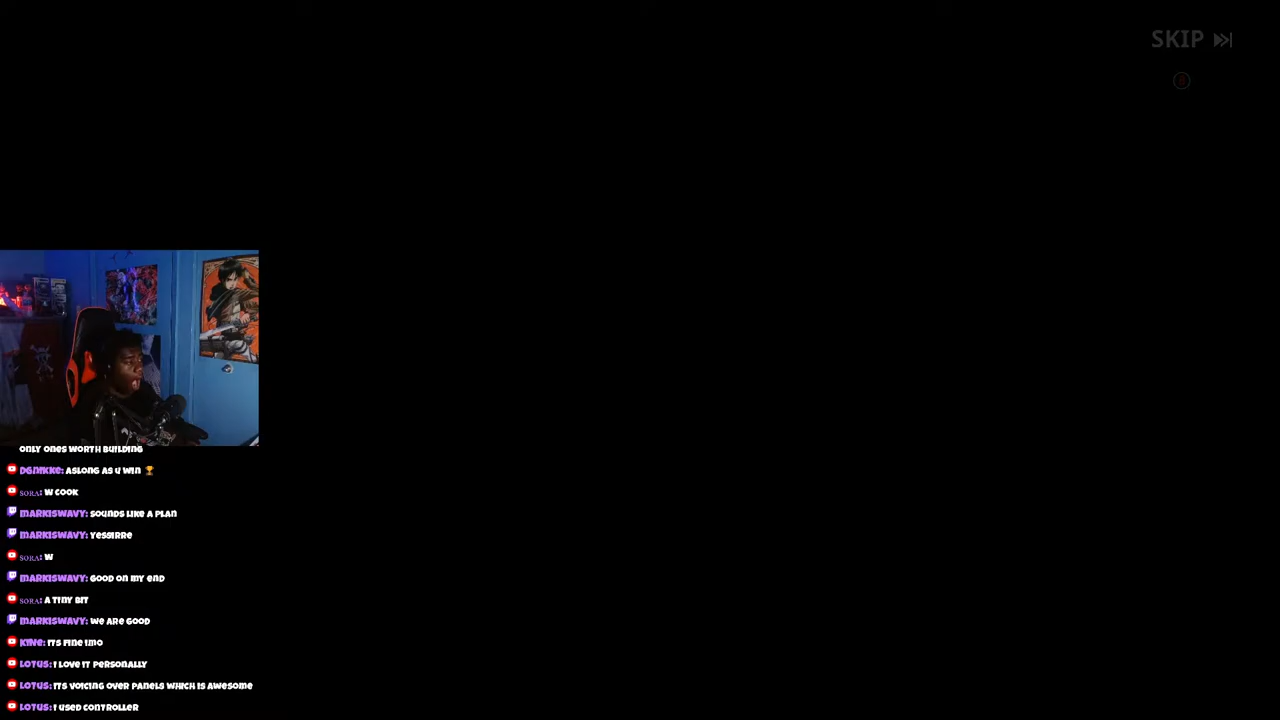 SKIP
ONLY ONES WORTH BUILDING
DGNIKKE: ASLONG AS U WIN 🏆
SORA: W COOK
MARKISWAVY: SOUNDS LIKE A PLAN
MARKISWAVY: YESSIRRE
SORA: W
MARKISWAVY: GOOD ON MY END
SORA: A TINY BIT
MARKISWAVY: WE ARE GOOD
KING: ITS FINE IMO
LOTUS: I LOVE IT PERSONALLY
LOTUS: ITS VOICING OVER PANELS WHICH IS AWESOME
LOTUS: I USED CONTROLLER